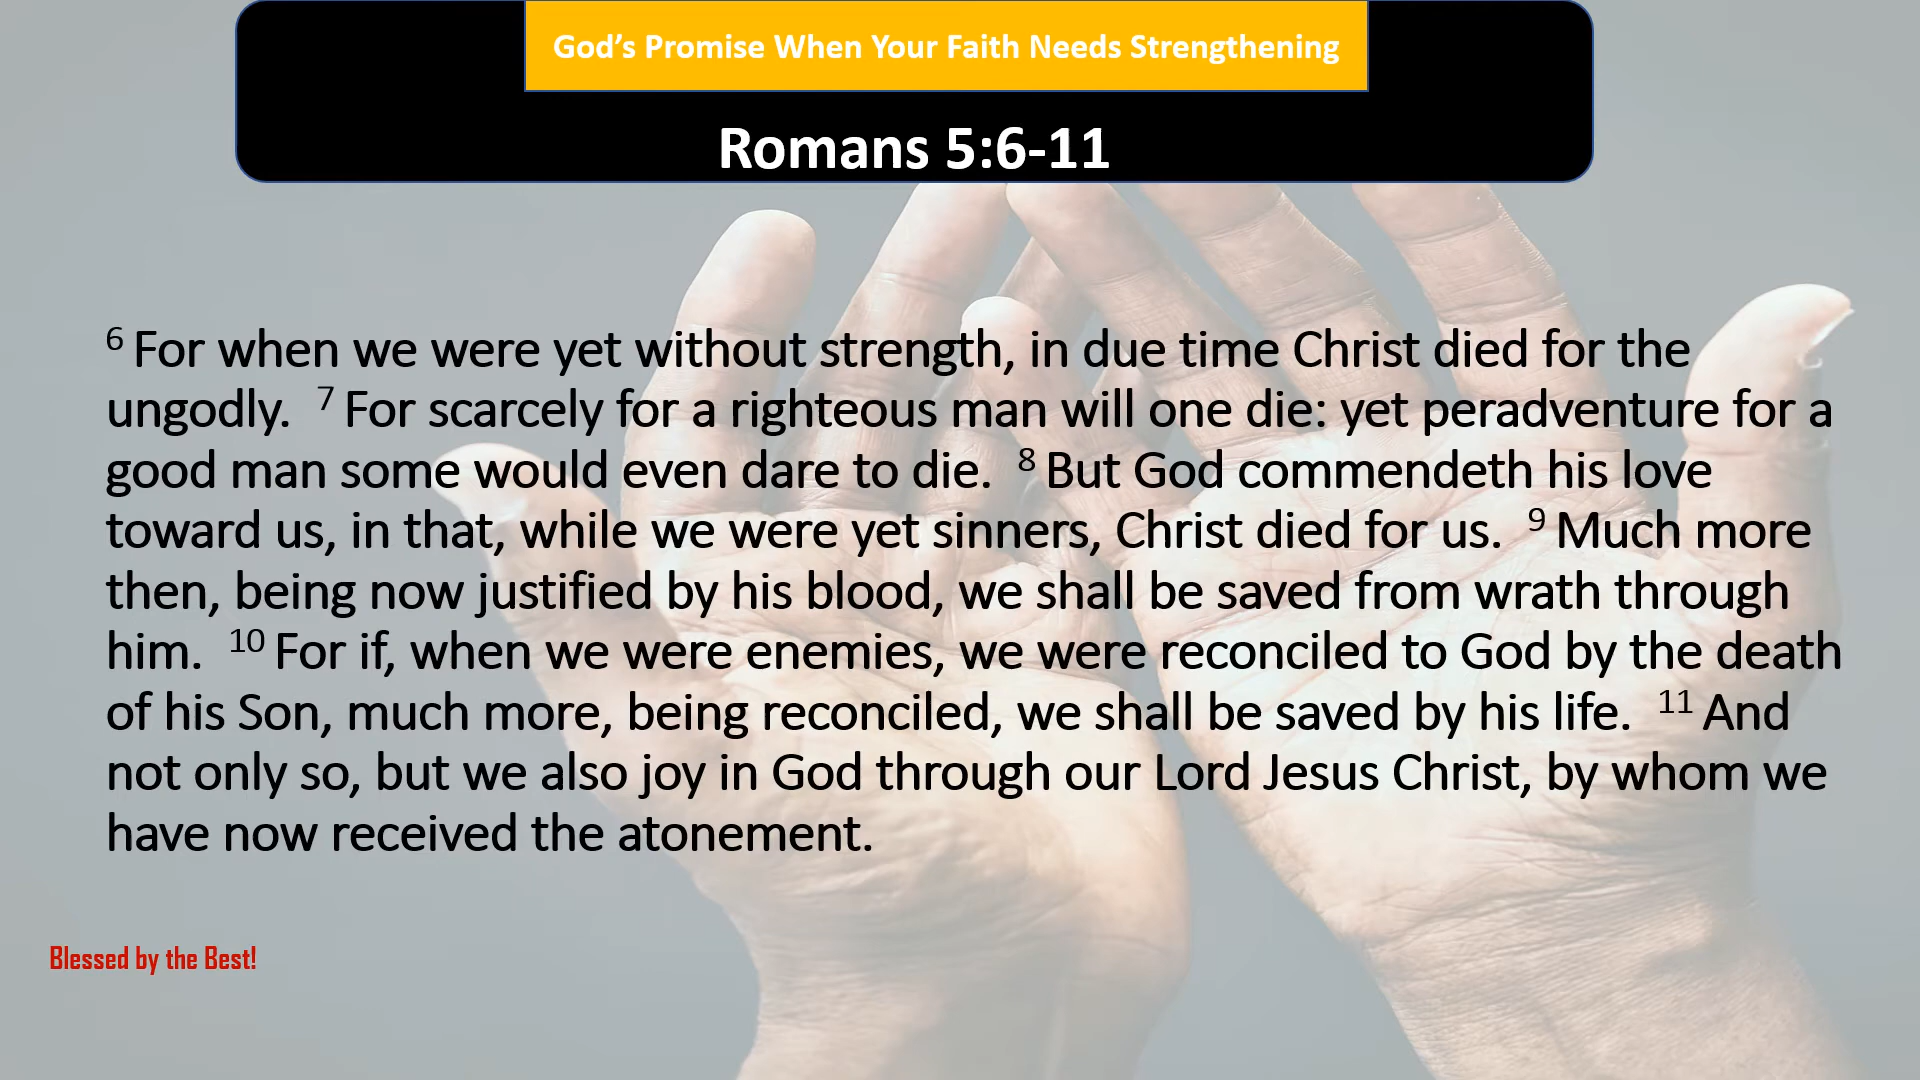 God’s Promise When Your Faith Needs Strengthening
Romans 5:6-11
6 For when we were yet without strength, in due time Christ died for the
ungodly. 7 For scarcely for a righteous man will one die: yet peradventure for a
good man some would even dare to die. 8 But God commendeth his love
toward us, in that, while we were yet sinners, Christ died for us. 9 Much more
then, being now justified by his blood, we shall be saved from wrath through
him. 10 For if, when we were enemies, we were reconciled to God by the death
of his Son, much more, being reconciled, we shall be saved by his life. 11 And
not only so, but we also joy in God through our Lord Jesus Christ, by whom we
have now received the atonement.
Blessed by the Best!